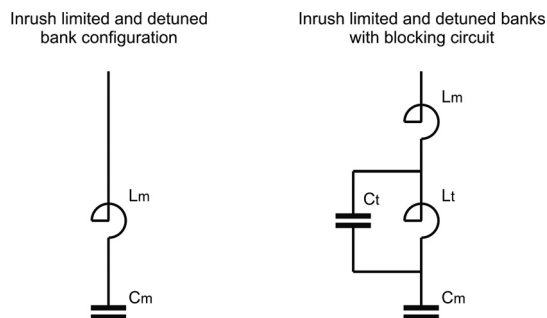 Inrush limited and detuned
bank configuration
Lm
Cm
Inrush limited and detuned banks
with blocking circuit
Lm
Ct
Lt
Cm